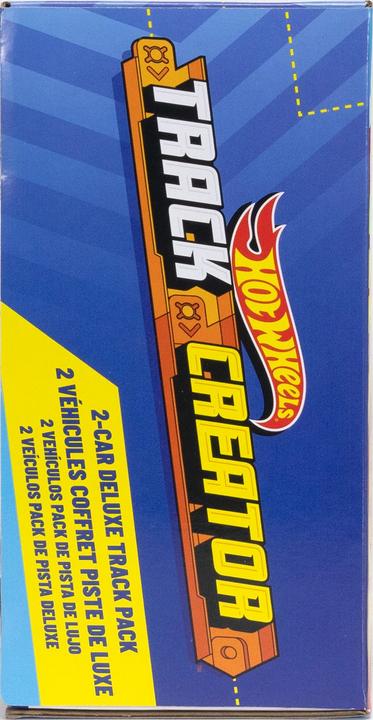 HOT WHEELS
TRACK
CREATOR
2-CAR DELUXE TRACK PACK
2 VÉHICULES COFFRET PISTE DE LUXE
2 VEHÍCULOS PACK DE PISTA DE LUJO
2 VEÍCULOS PACK DE PISTA DELUXE